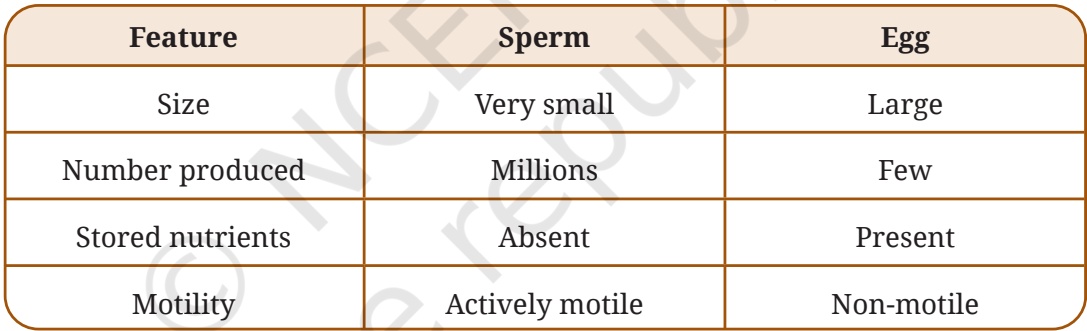 Feature Sperm Egg
Size Very small Large
Number produced Millions Few
Stored nutrients Absent Present
Motility Actively motile Non-motile